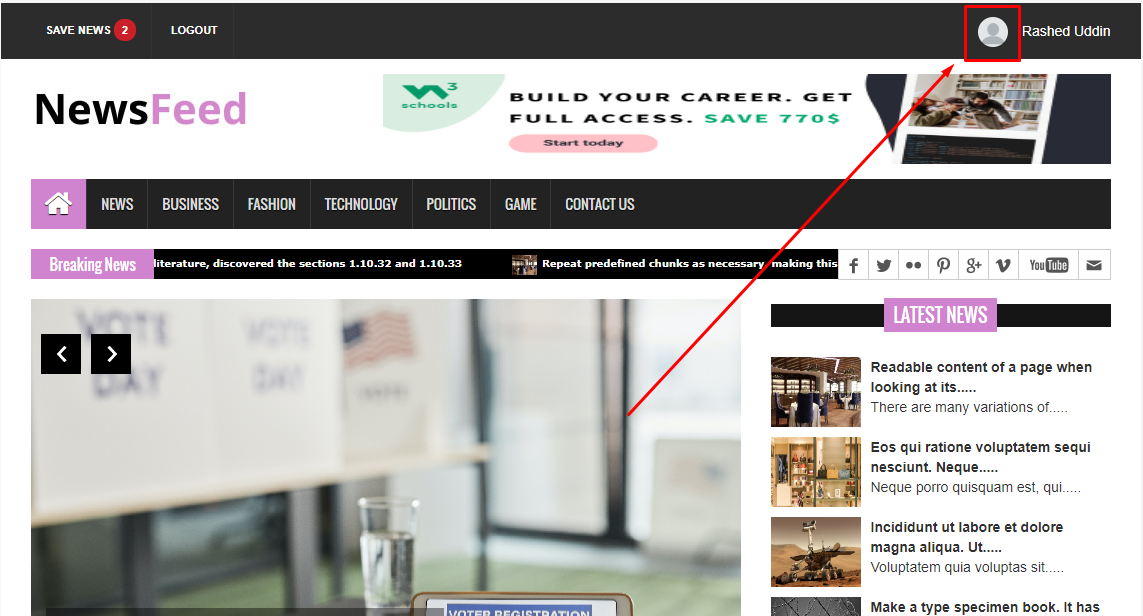 SAVE NEWS 2
LOGOUT
Rashed Uddin
NewsFeed
W3
schools
BUILD YOUR CAREER. GET
FULL ACCESS. SAVE 770$
Start today
NEWS
BUSINESS
FASHION
TECHNOLOGY
POLITICS
GAME
CONTACT US
Breaking News
literature, discovered the sections 1.10.32 and 1.10.33
Repeat predefined chunks as necessary, making this
You Tube
LATEST NEWS
VOTE
DAY
VOTE
DAY
VOTE
Readable content of a page when
looking at its.....
There are many variations of.....
Eos qui ratione voluptatem sequi
nesciunt. Neque.....
Neque porro quisquam est, qui.....
Incididunt ut labore et dolore
magna aliqua. Ut.....
Voluptatem quia voluptas sit.....
Make a type specimen book. It has
VOTER REGISTRATION